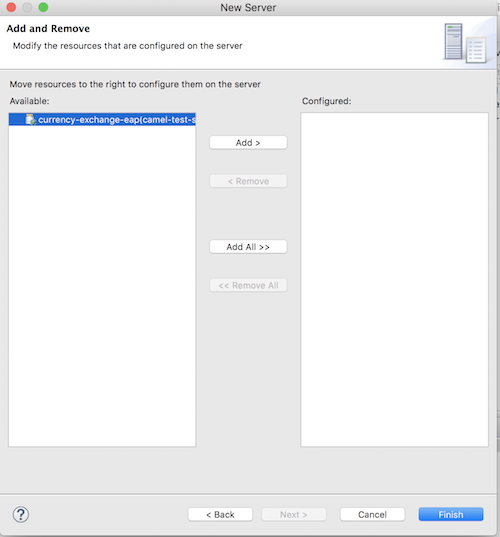 New Server
Add and Remove
Modify the resources that are configured on the server
Move resources to the right to configure them on the server
Available:
Configured:
currency-exchange-eap(camel-test-s
Add >
< Remove
Add All >>
<< Remove All
?
< Back
Next >
Cancel
Finish